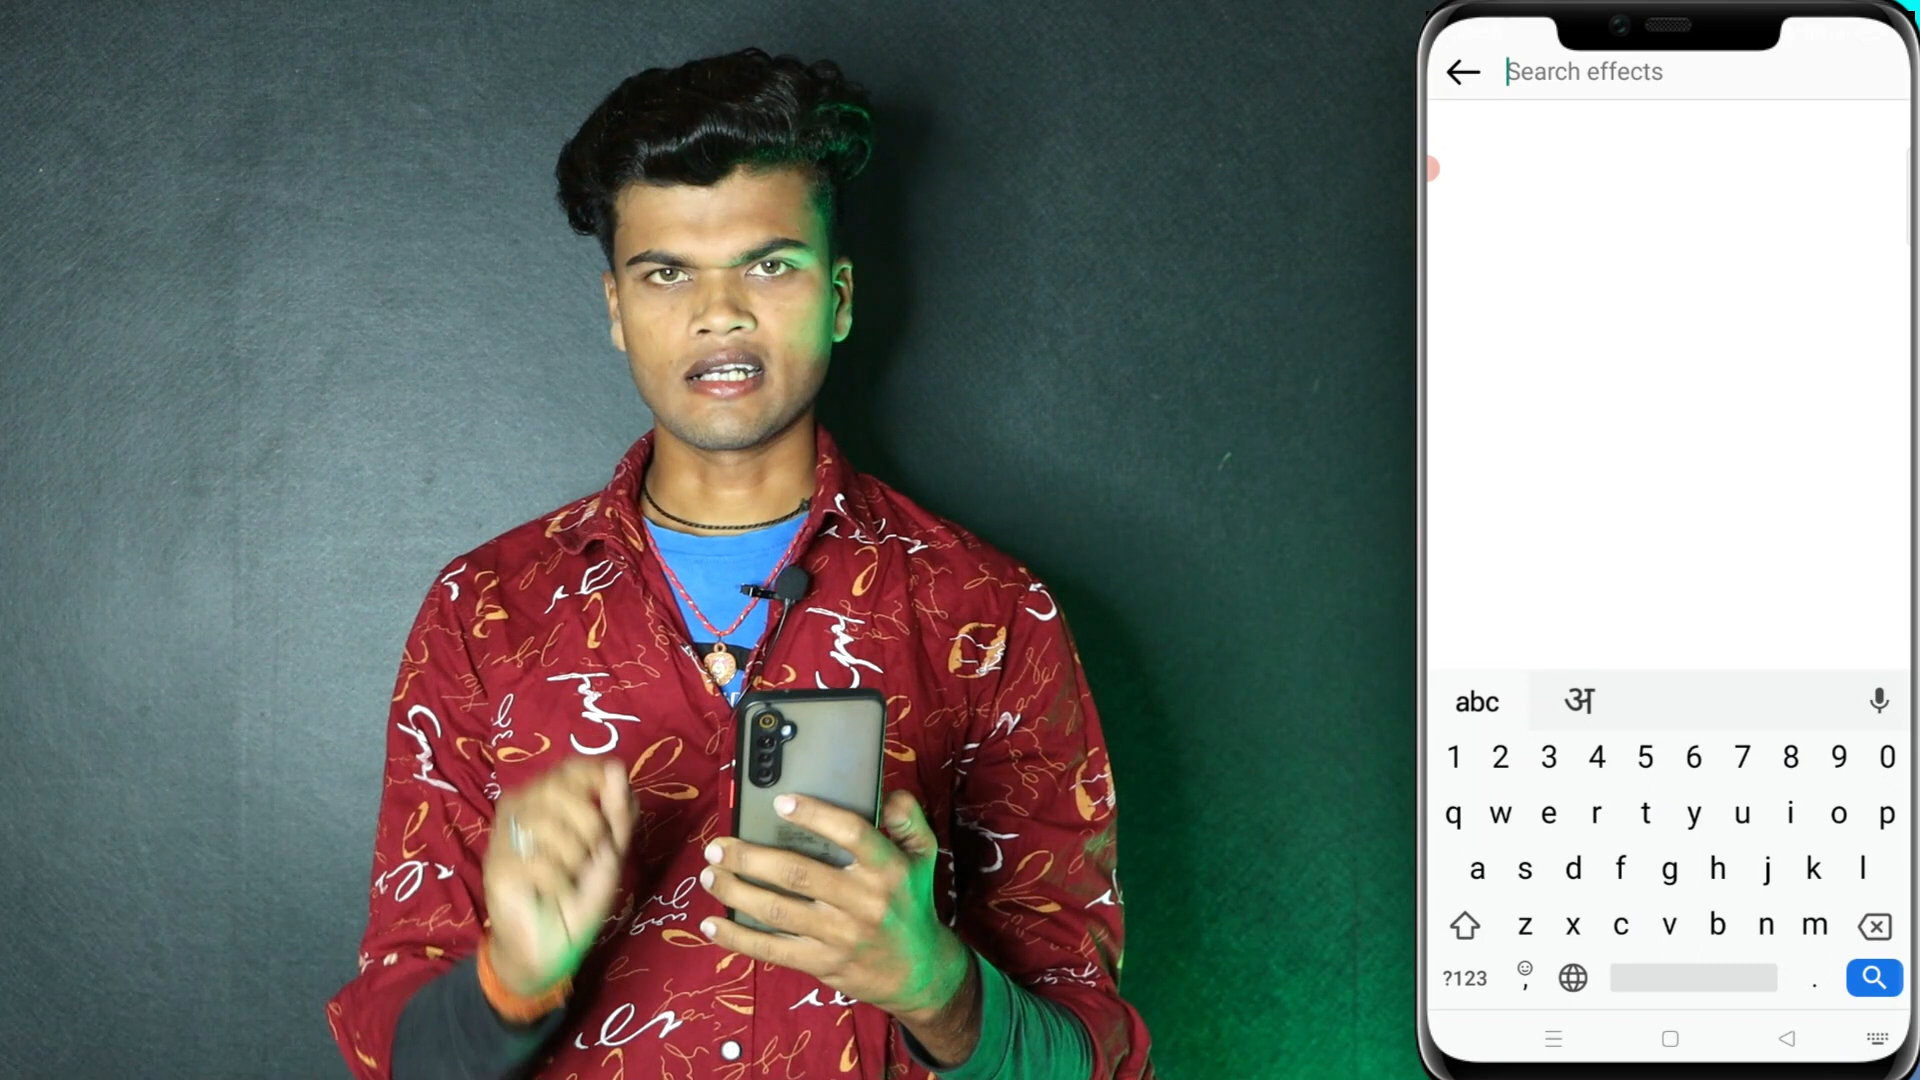 Search effects
abc अ
1 2 3 4 5 6 7 8 9 0
q w e r t y u i o p
a s d f g h j k l
z x c v b n m
?123 , .